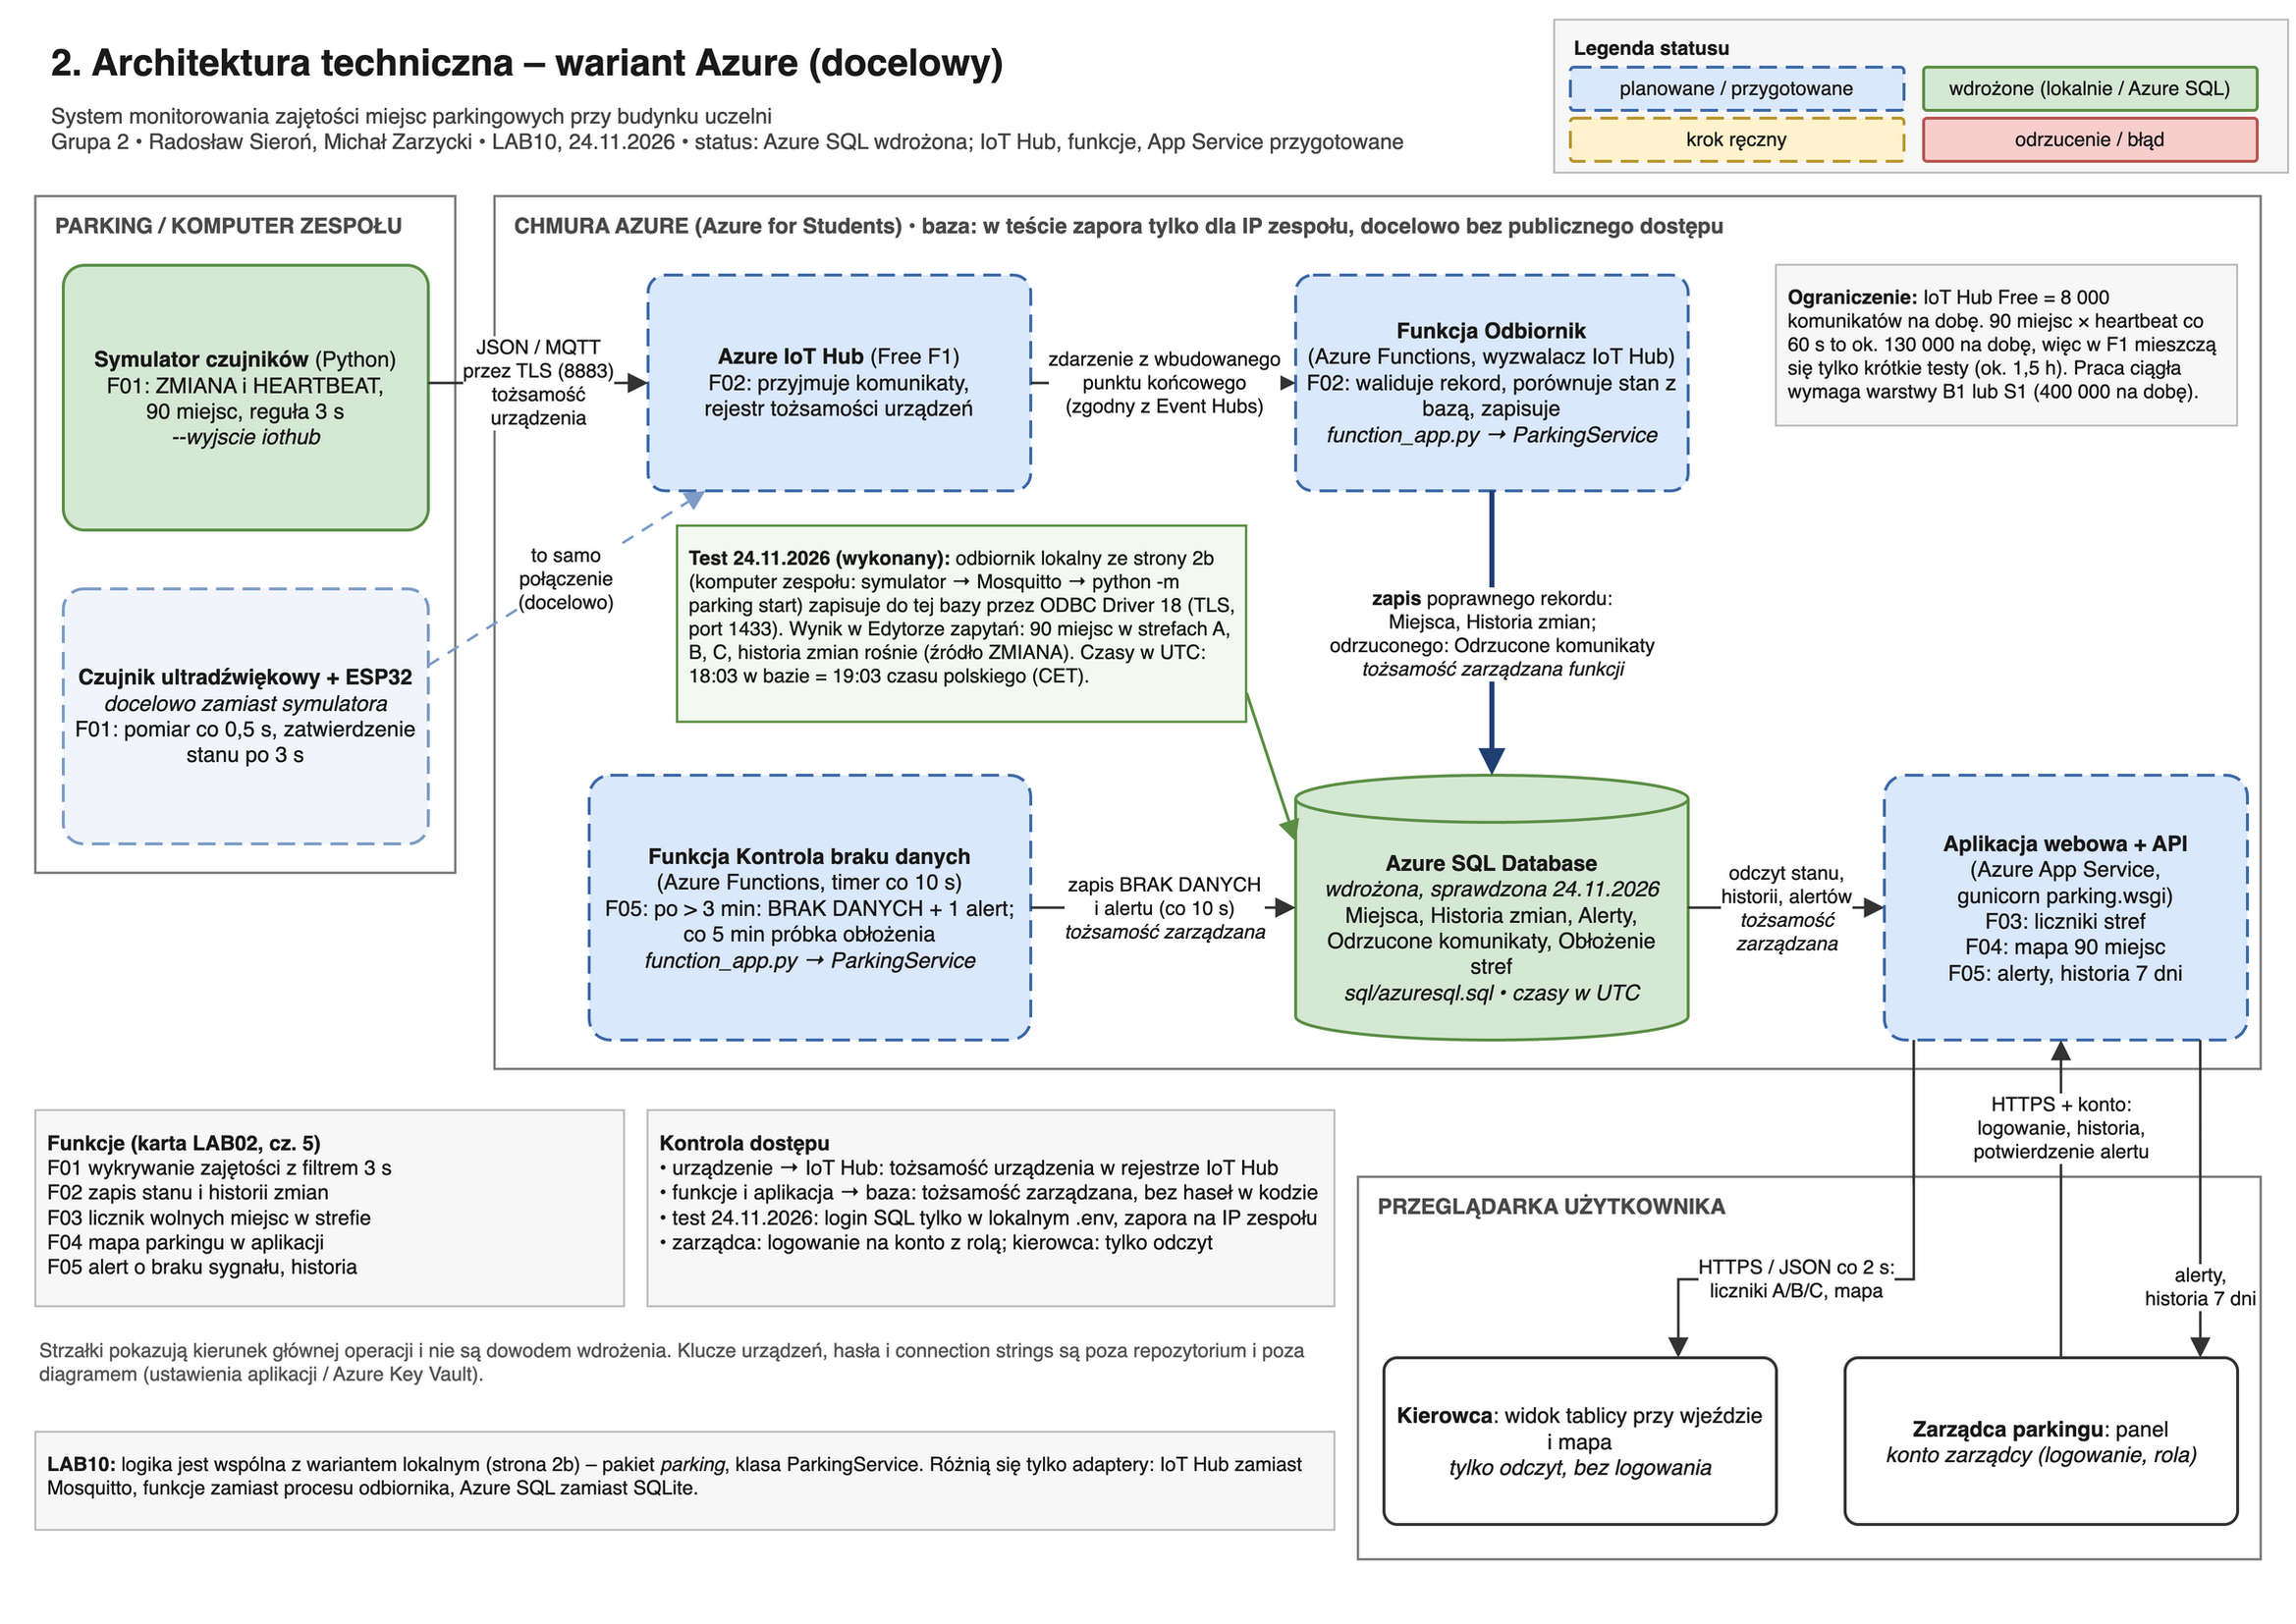 2. Architektura techniczna – wariant Azure (docelowy)
System monitorowania zajętości miejsc parkingowych przy budynku uczelni
Grupa 2 • Radosław Sieroń, Michał Zarzycki • LAB10, 24.11.2026 • status: Azure SQL wdrożona; IoT Hub, funkcje, App Service przygotowane
Legenda statusu
planowane / przygotowane
wdrożone (lokalnie / Azure SQL)
krok ręczny
odrzucenie / błąd
PARKING / KOMPUTER ZESPOŁU
Symulator czujników (Python)
F01: ZMIANA i HEARTBEAT,
90 miejsc, reguła 3 s
--wyjscie iothub
Czujnik ultradźwiękowy + ESP32
docelowo zamiast symulatora
F01: pomiar co 0,5 s, zatwierdzenie
stanu po 3 s
JSON / MQTT
przez TLS (8883)
tożsamość
urządzenia
to samo
połączenie
(docelowo)
CHMURA AZURE (Azure for Students) • baza: w teście zapora tylko dla IP zespołu, docelowo bez publicznego dostępu
Azure IoT Hub (Free F1)
F02: przyjmuje komunikaty,
rejestr tożsamości urządzeń
zdarzenie z wbudowanego
punktu końcowego
(zgodny z Event Hubs)
Funkcja Odbiornik
(Azure Functions, wyzwalacz IoT Hub)
F02: waliduje rekord, porównuje stan z
bazą, zapisuje
function_app.py → ParkingService
Ograniczenie: IoT Hub Free = 8 000
komunikatów na dobę. 90 miejsc × heartbeat co
60 s to ok. 130 000 na dobę, więc w F1 mieszczą
się tylko krótkie testy (ok. 1,5 h). Praca ciągła
wymaga warstwy B1 lub S1 (400 000 na dobę).
Test 24.11.2026 (wykonany): odbiornik lokalny ze strony 2b
(komputer zespołu: symulator → Mosquitto → python -m
parking start) zapisuje do tej bazy przez ODBC Driver 18 (TLS,
port 1433). Wynik w Edytorze zapytań: 90 miejsc w strefach A,
B, C, historia zmian rośnie (źródło ZMIANA). Czasy w UTC:
18:03 w bazie = 19:03 czasu polskiego (CET).
zapis poprawnego rekordu:
Miejsca, Historia zmian;
odrzuconego: Odrzucone komunikaty
tożsamość zarządzana funkcji
Funkcja Kontrola braku danych
(Azure Functions, timer co 10 s)
F05: po > 3 min: BRAK DANYCH + 1 alert;
co 5 min próbka obłożenia
function_app.py → ParkingService
zapis BRAK DANYCH
i alertu (co 10 s)
tożsamość zarządzana
Azure SQL Database
wdrożona, sprawdzona 24.11.2026
Miejsca, Historia zmian, Alerty,
Odrzucone komunikaty, Obłożenie
stref
sql/azuresql.sql • czasy w UTC
odczyt stanu,
historii, alertów
tożsamość
zarządzana
Aplikacja webowa + API
(Azure App Service,
gunicorn parking.wsgi)
F03: liczniki stref
F04: mapa 90 miejsc
F05: alerty, historia 7 dni
Funkcje (karta LAB02, cz. 5)
F01 wykrywanie zajętości z filtrem 3 s
F02 zapis stanu i historii zmian
F03 licznik wolnych miejsc w strefie
F04 mapa parkingu w aplikacji
F05 alert o braku sygnału, historia
Kontrola dostępu
• urządzenie → IoT Hub: tożsamość urządzenia w rejestrze IoT Hub
• funkcje i aplikacja → baza: tożsamość zarządzana, bez haseł w kodzie
• test 24.11.2026: login SQL tylko w lokalnym .env, zapora na IP zespołu
• zarządca: logowanie na konto z rolą; kierowca: tylko odczyt
HTTPS + konto:
logowanie, historia,
potwierdzenie alertu
PRZEGLĄDARKA UŻYTKOWNIKA
HTTPS / JSON co 2 s:
liczniki A/B/C, mapa
alerty,
historia 7 dni
Kierowca: widok tablicy przy wjeździe
i mapa
tylko odczyt, bez logowania
Zarządca parkingu: panel
konto zarządcy (logowanie, rola)
Strzałki pokazują kierunek głównej operacji i nie są dowodem wdrożenia. Klucze urządzeń, hasła i connection strings są poza repozytorium i poza
diagramem (ustawienia aplikacji / Azure Key Vault).
LAB10: logika jest wspólna z wariantem lokalnym (strona 2b) – pakiet parking, klasa ParkingService. Różnią się tylko adaptery: IoT Hub zamiast
Mosquitto, funkcje zamiast procesu odbiornika, Azure SQL zamiast SQLite.